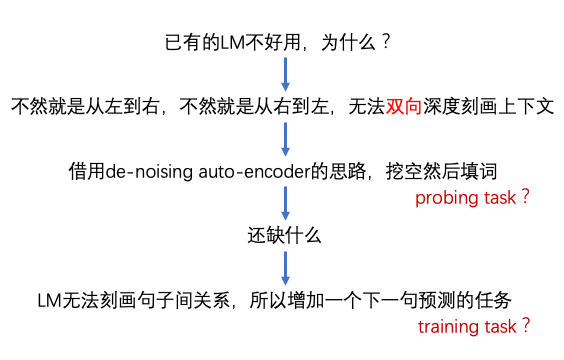 已有的LM不好用，为什么？
不然就是从左到右，不然就是从右到左，无法双向深度刻画上下文
借用de-noising auto-encoder的思路，挖空然后填词
probing task？
还缺什么
LM无法刻画句子间关系，所以增加一个下一句预测的任务
training task？